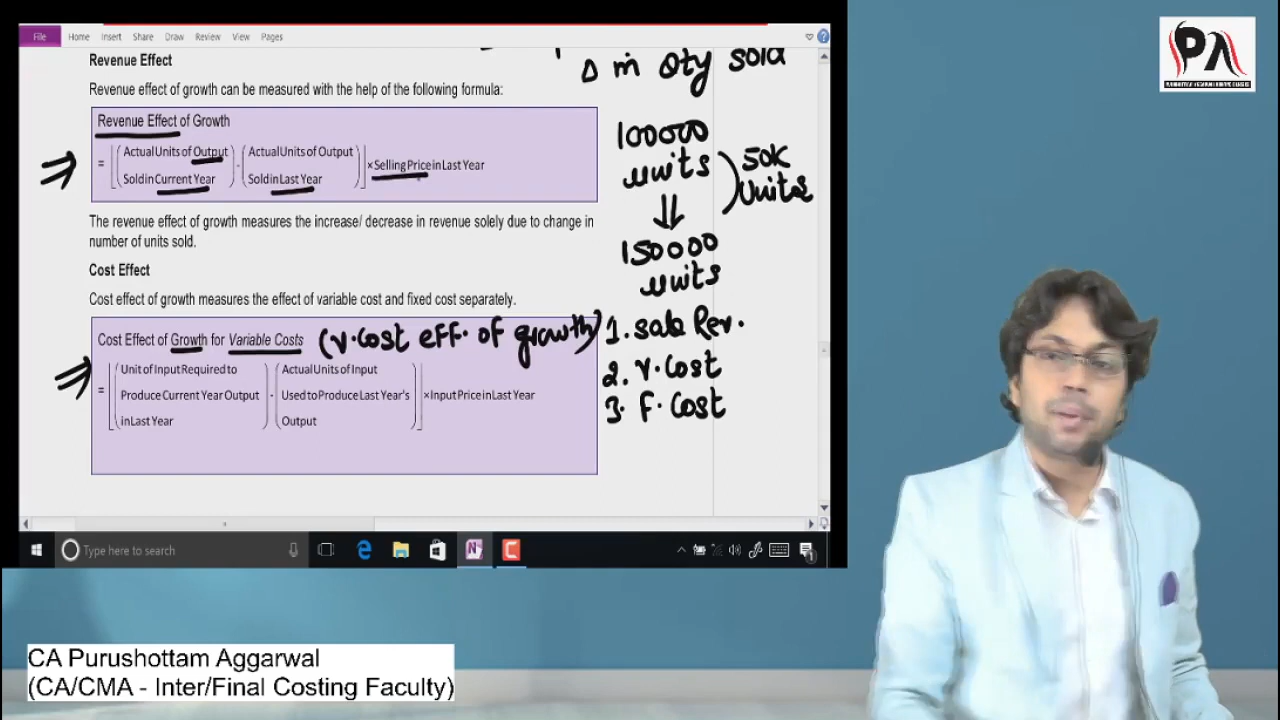 File Home Insert Share Draw Review View Pages
Δ in Qty sold
Revenue Effect
Revenue effect of growth can be measured with the help of the following formula:
Revenue Effect of Growth
= [(Actual Units of Output Sold in Current Year) - (Actual Units of Output Sold in Last Year)] × Selling Price in Last Year
100000
units
50K
Units
⇓
150000
units
The revenue effect of growth measures the increase/ decrease in revenue solely due to change in
number of units sold.
Cost Effect
Cost effect of growth measures the effect of variable cost and fixed cost separately.
Cost Effect of Growth for Variable Costs (v.cost eff. of growth)
= [(Unit of Input Required to Produce Current Year Output in Last Year) - (Actual Units of Input Used to Produce Last Year's Output)] × Input Price in Last Year
1. sale Rev.
2. v.cost
3. F. Cost
Type here to search
PA
CA Purushottam Aggarwal
(CA/CMA - Inter/Final Costing Faculty)